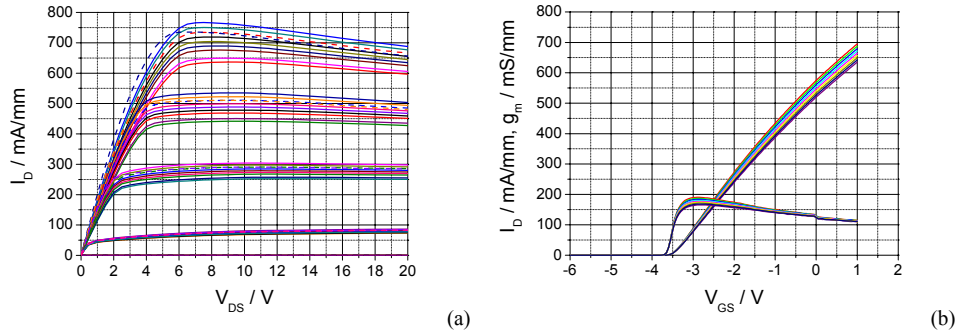 800
700
600
500
400
300
200
100
0
I_D / mA/mm
0 2 4 6 8 10 12 14 16 18 20
V_DS / V
(a)
800
700
600
500
400
300
200
100
0
I_D / mA/mm, g_m / mS/mm
-6 -5 -4 -3 -2 -1 0 1 2
V_GS / V
(b)